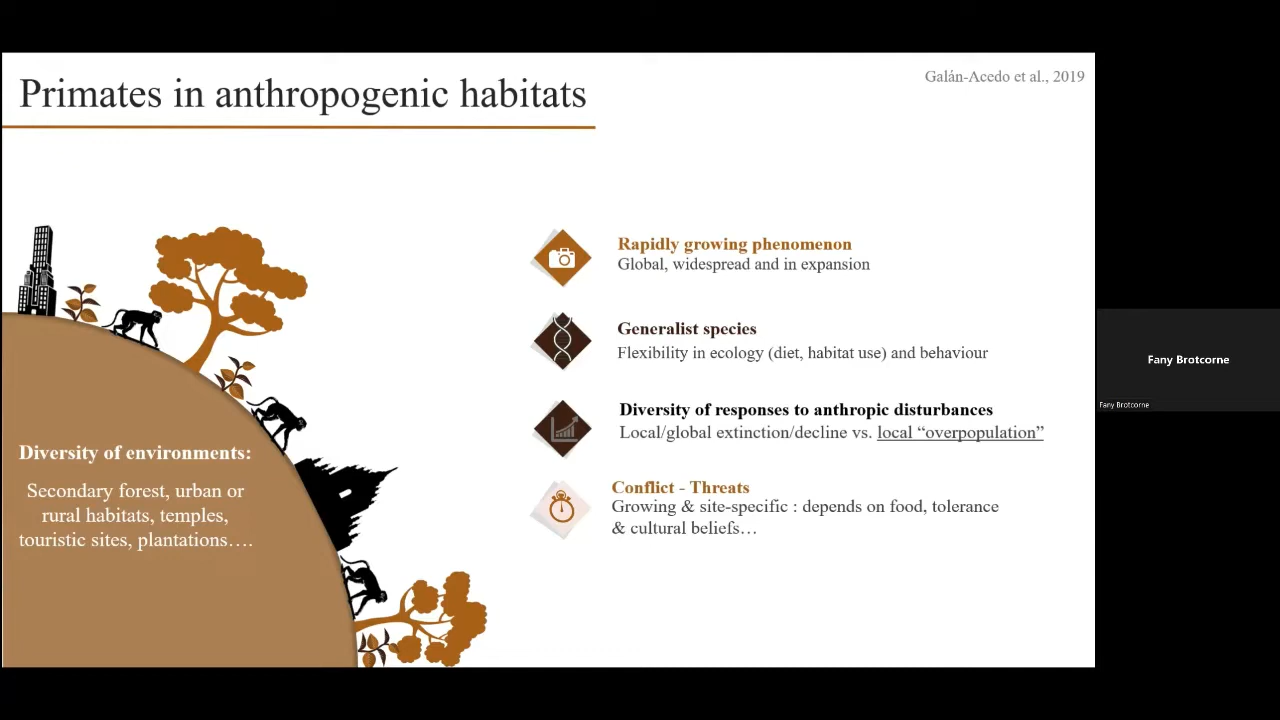 Primates in anthropogenic habitats
Galán-Acedo et al., 2019
Rapidly growing phenomenon
Global, widespread and in expansion
Generalist species
Flexibility in ecology (diet, habitat use) and behaviour
Diversity of responses to anthropic disturbances
Local/global extinction/decline vs. local “overpopulation”
Conflict - Threats
Growing & site-specific : depends on food, tolerance
& cultural beliefs…
Diversity of environments:
Secondary forest, urban or
rural habitats, temples,
touristic sites, plantations….
Fany Brotcorne
Fany Brotcorne